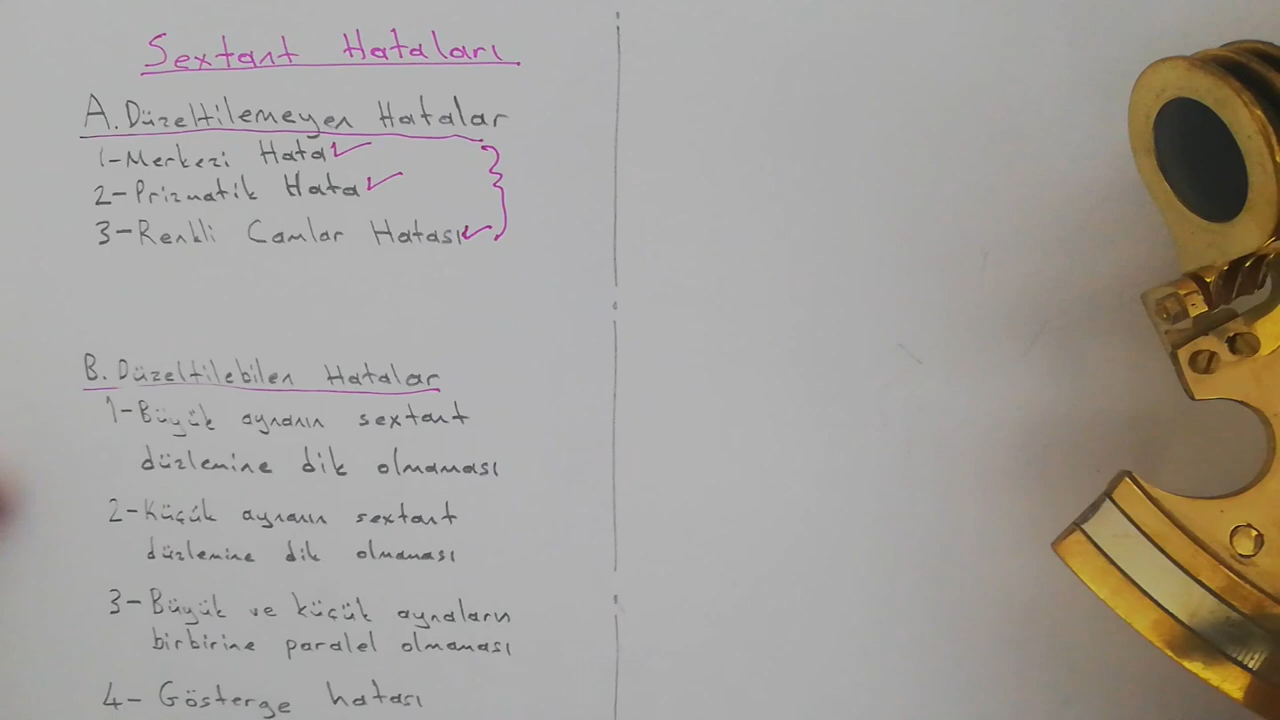 Sextant Hataları
A. Düzeltilemeyen Hatalar
1-Merkezi Hata
2-Prizmatik Hata
3-Renkli Camlar Hatası
B. Düzeltilebilen Hatalar
1-Büyük aynanın sextant
düzlemine dik olmaması
2-Küçük aynanın sextant
düzlemine dik olmaması
3-Büyük ve küçük aynaların
birbirine paralel olmaması
4-Gösterge hatası